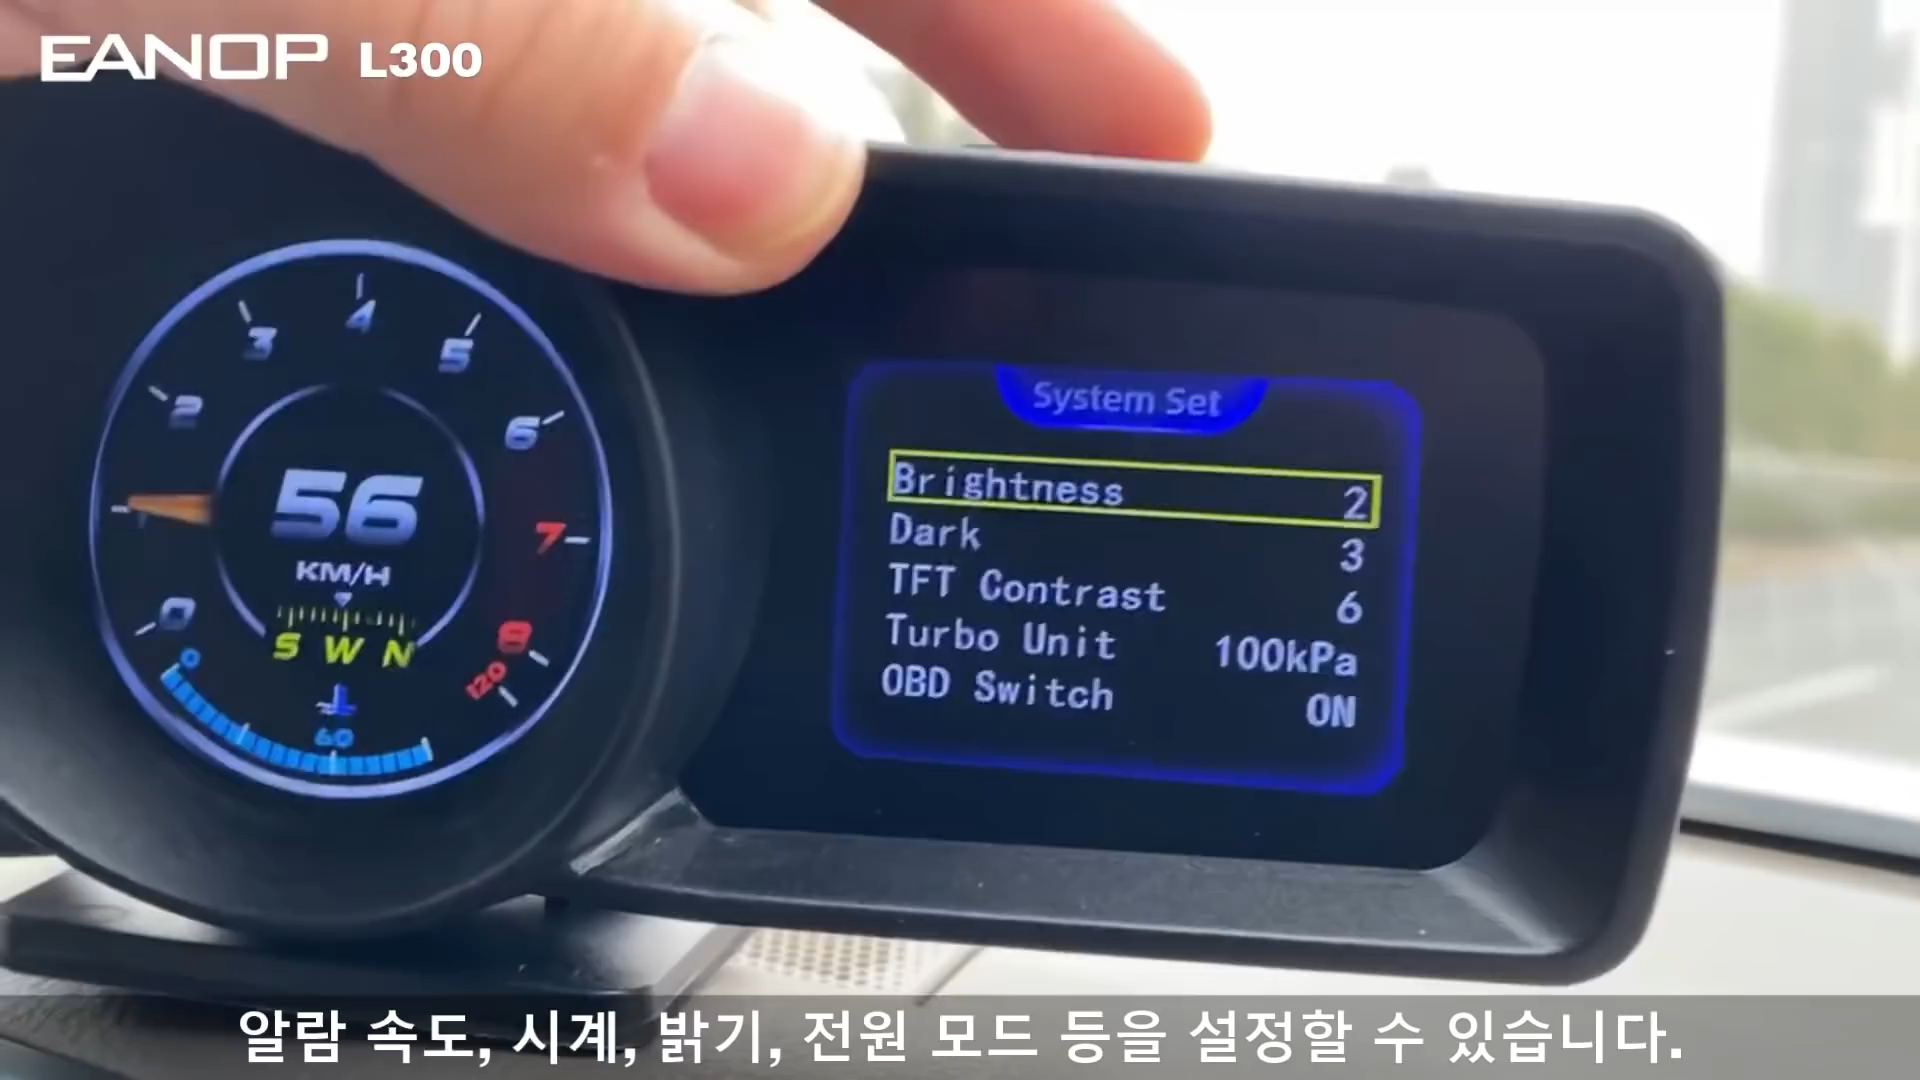 EANOP L300
4
3
5
2
6
56
7
1
KM/H
0
8
S W N
0
120
60
System Set
Brightness 2
Dark 3
TFT Contrast 6
Turbo Unit 100kPa
OBD Switch ON
알람 속도, 시계, 밝기, 전원 모드 등을 설정할 수 있습니다.